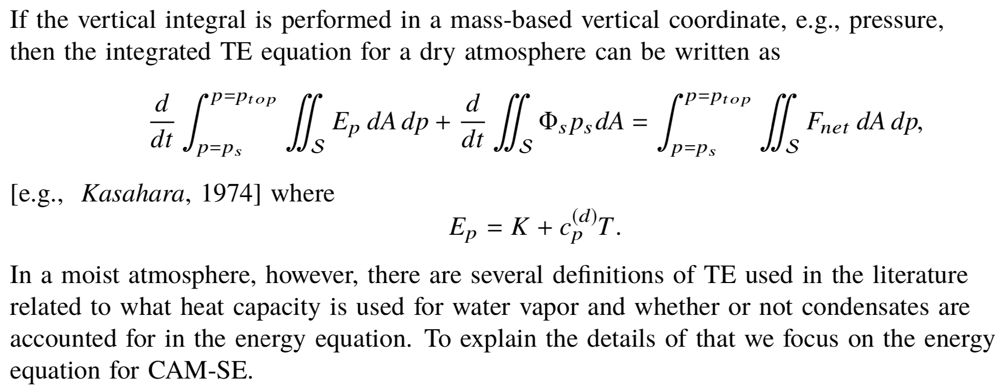 If the vertical integral is performed in a mass-based vertical coordinate, e.g., pressure,
then the integrated TE equation for a dry atmosphere can be written as
\frac{d}{dt} \int_{p=p_s}^{p=p_{top}} \iint_{\mathcal{S}} E_p \, dA \, dp + \frac{d}{dt} \iint_{\mathcal{S}} \Phi_s p_s dA = \int_{p=p_s}^{p=p_{top}} \iint_{\mathcal{S}} F_{net} \, dA \, dp,
[e.g., Kasahara, 1974] where
E_p = K + c_p^{(d)} T.
In a moist atmosphere, however, there are several definitions of TE used in the literature
related to what heat capacity is used for water vapor and whether or not condensates are
accounted for in the energy equation. To explain the details of that we focus on the energy
equation for CAM-SE.